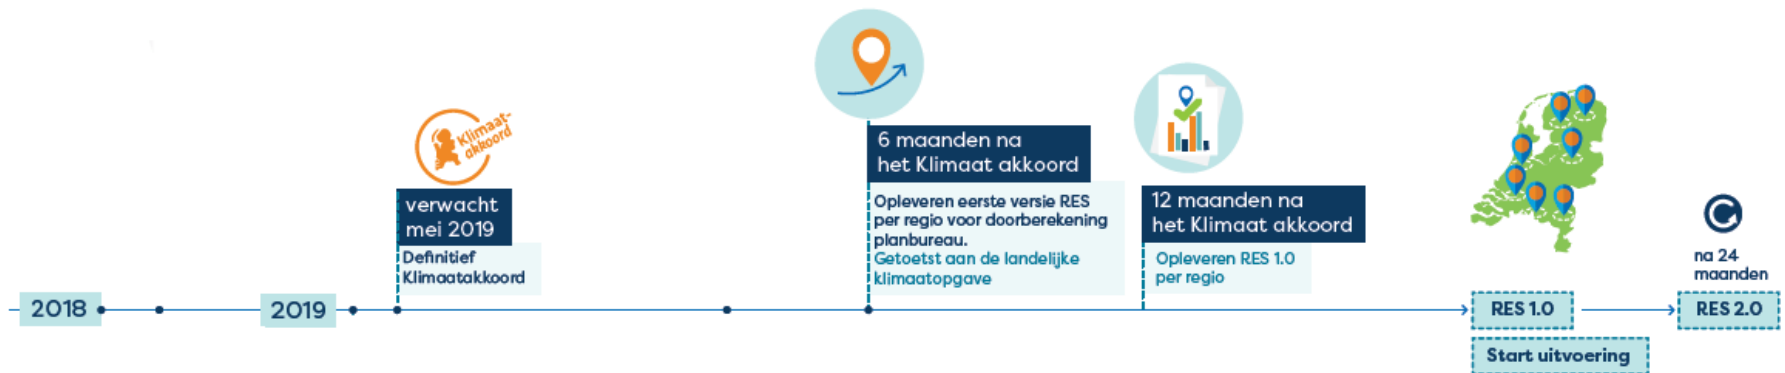 Klimaat-
akkoord
verwacht
mei 2019
Definitief
Klimaatakkoord
6 maanden na
het Klimaat akkoord
Opleveren eerste versie RES
per regio voor doorberekening
planbureau.
Getoetst aan de landelijke
klimaatopgave
12 maanden na
het Klimaat akkoord
Opleveren RES 1.0
per regio
na 24
maanden
2018
2019
RES 1.0
RES 2.0
Start uitvoering